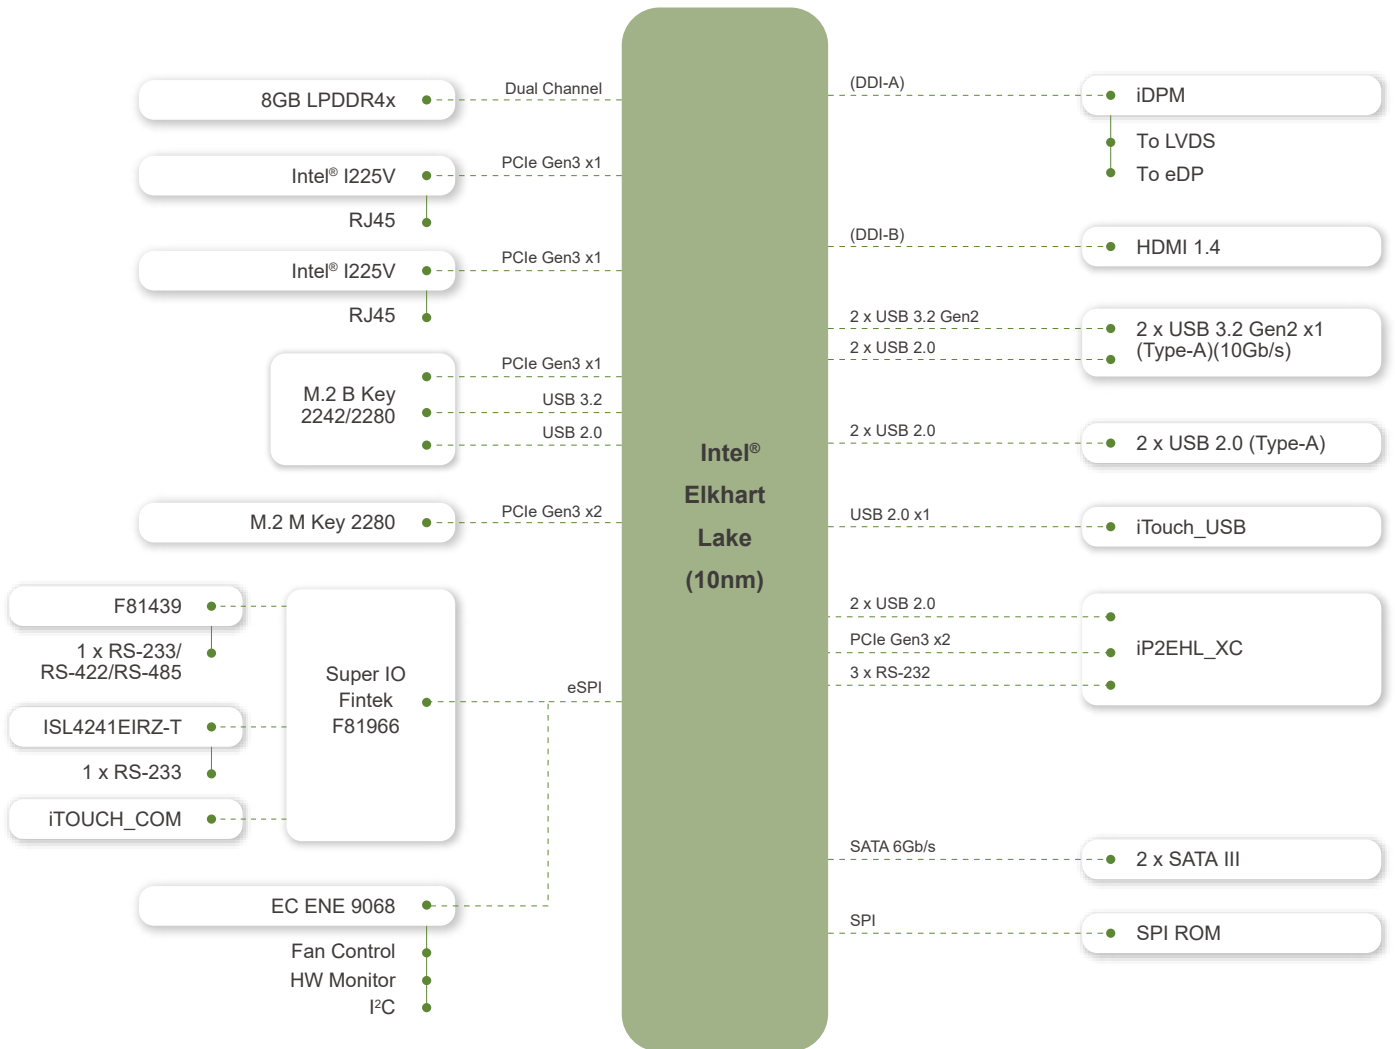 Dual Channel
8GB LPDDR4x
PCIe Gen3 x1
Intel® I225V
RJ45
PCIe Gen3 x1
Intel® I225V
RJ45
PCIe Gen3 x1
M.2 B Key
2242/2280
USB 3.2
USB 2.0
PCIe Gen3 x2
M.2 M Key 2280
F81439
1 x RS-233/
RS-422/RS-485
ISL4241EIRZ-T
1 x RS-233
iTOUCH_COM
Super IO
Fintek
F81966
eSPI
EC ENE 9068
Fan Control
HW Monitor
I²C
Intel®
Elkhart
Lake
(10nm)
(DDI-A)
iDPM
To LVDS
To eDP
(DDI-B)
HDMI 1.4
2 x USB 3.2 Gen2
2 x USB 2.0
2 x USB 3.2 Gen2 x1
(Type-A)(10Gb/s)
2 x USB 2.0
2 x USB 2.0 (Type-A)
USB 2.0 x1
iTouch_USB
2 x USB 2.0
PCIe Gen3 x2
3 x RS-232
iP2EHL_XC
SATA 6Gb/s
2 x SATA III
SPI
SPI ROM